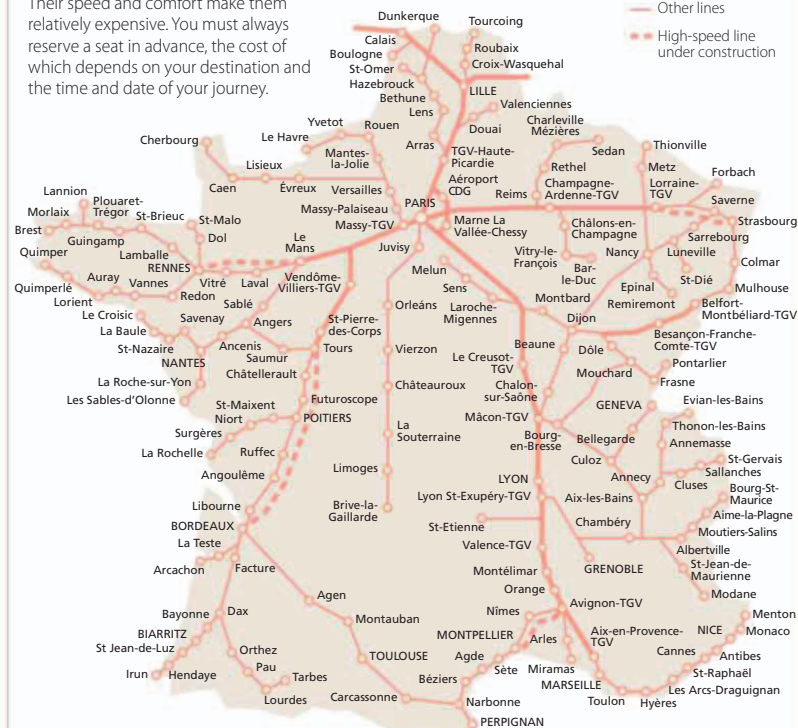 Their speed and comfort make them
relatively expensive. You must always
reserve a seat in advance, the cost of
which depends on your destination and
the time and date of your journey.
Other lines
High-speed line
under construction
Dunkerque
Tourcoing
Calais
Roubaix
Boulogne
Croix-Wasquehal
St-Omer
Hazebrouck
LILLE
Bethune
Valenciennes
Lens
Douai
Charleville
Mézières
Yvetot
Rouen
Arras
Sedan
Thionville
Cherbourg
Le Havre
Mantes-
la-Jolie
TGV-Haute-
Picardie
Rethel
Metz
Forbach
Lisieux
Aéroport
CDG
Reims
Champagne-
Ardenne-TGV
Lorraine-
TGV
Saverne
Caen
Évreux
Versailles
PARIS
Lannion
Plouaret-
Trégor
Morlaix
St-Brieuc
St-Malo
Massy-Palaiseau
Massy-TGV
Marne La
Vallée-Chessy
Châlons-en-
Champagne
Strasbourg
Brest
Guingamp
Dol
Le
Mans
Juvisy
Sarrebourg
Quimper
Lamballe
Vitry-le-
François
Nancy
Luneville
RENNES
Melun
Bar-
le-Duc
Colmar
Auray
Vannes
Vitré
Laval
Vendôme-
Villiers-TGV
Sens
Epinal
St-Dié
Quimperlé
Lorient
Redon
Sablé
Orleáns
Laroche-
Migennes
Montbard
Remiremont
Mulhouse
Le Croisic
Savenay
Angers
St-Pierre-
des-Corps
Dijon
Belfort-
Montbéliard-TGV
La Baule
Ancenis
Beaune
Besançon-Franche-
Comte-TGV
St-Nazaire
Saumur
Tours
Vierzon
Dôle
NANTES
Châtellerault
Le Creusot-
TGV
Mouchard
Pontarlier
La Roche-sur-Yon
Châteauroux
Chalon-
sur-Saône
Frasne
Les Sables-d’Olonne
St-Maixent
Futuroscope
GENEVA
Evian-les-Bains
Niort
POITIERS
Mâcon-TGV
Surgères
La
Souterraine
Bourg-
en-Bresse
Bellegarde
Thonon-les-Bains
Annemasse
La Rochelle
Ruffec
Culoz
St-Gervais
Angoulême
Limoges
LYON
Annecy
Sallanches
Cluses
Bourg-St-
Maurice
Libourne
Brive-la-
Gaillarde
Lyon St-Exupéry-TGV
Aix-les-Bains
BORDEAUX
St-Etienne
Chambéry
Aime-la-Plagne
Moutiers-Salins
La Teste
Valence-TGV
Albertville
Arcachon
Facture
Montélimar
GRENOBLE
St-Jean-de-
Maurienne
Agen
Orange
Modane
Bayonne
Dax
Montauban
Nîmes
Avignon-TGV
Menton
BIARRITZ
MONTPELLIER
Arles
Aix-en-Provence-
TGV
NICE
Monaco
St Jean-de-Luz
Orthez
TOULOUSE
Agde
Cannes
Antibes
Irun
Hendaye
Pau
Tarbes
Béziers
Sète
Miramas
St-Raphaël
Lourdes
Carcassonne
MARSEILLE
Les Arcs-Draguignan
Narbonne
Toulon
Hyères
PERPIGNAN